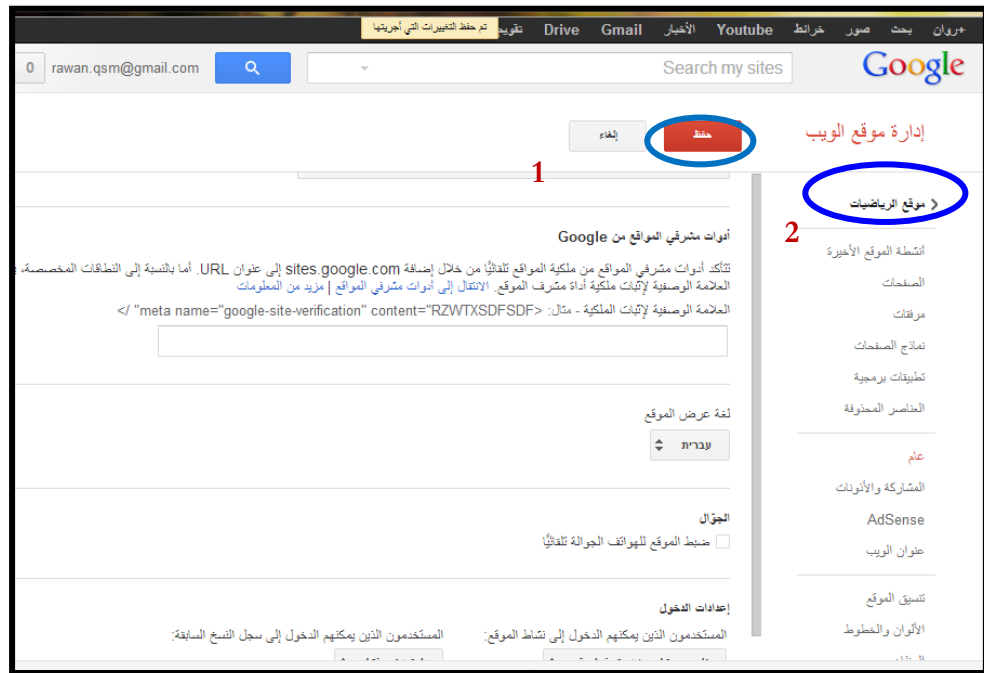 +روان بحث صور خرائط Youtube الأخبار Gmail Drive تقويم
تم حفظ التغييرات التي أجريتها
Google
Search my sites
rawan.qsm@gmail.com 0
إدارة موقع الويب
حفظ
إلغاء
1
موقع الرياضيات
2
أنشطة الموقع الأخيرة
الصفحات
مرفقات
نماذج الصفحات
تطبيقات برمجية
العناصر المحذوفة
عام
المشاركة والأذونات
AdSense
عنوان الويب
تنسيق الموقع
الألوان والخطوط
أدوات مشرفي المواقع من Google
تتأكد أدوات مشرفي المواقع من ملكية المواقع تلقائيًا من خلال إضافة sites.google.com إلى عنوان URL. أما بالنسبة إلى النطاقات المخصصة،
العلامة الوصفية لإثبات ملكية أداة مشرف الموقع. الانتقال إلى أدوات مشرفي المواقع | مزيد من المعلومات
العلامة الوصفية لإثبات الملكية - مثال: <meta name="google-site-verification" content="RZWTXSDFSDF" />
لغة عرض الموقع
עברית
الجوّال
ضبط الموقع للهواتف الجوالة تلقائيًا
إعدادات الدخول
المستخدمون الذين يمكنهم الدخول إلى نشاط الموقع: المستخدمون الذين يمكنهم الدخول إلى سجل النسخ السابقة: